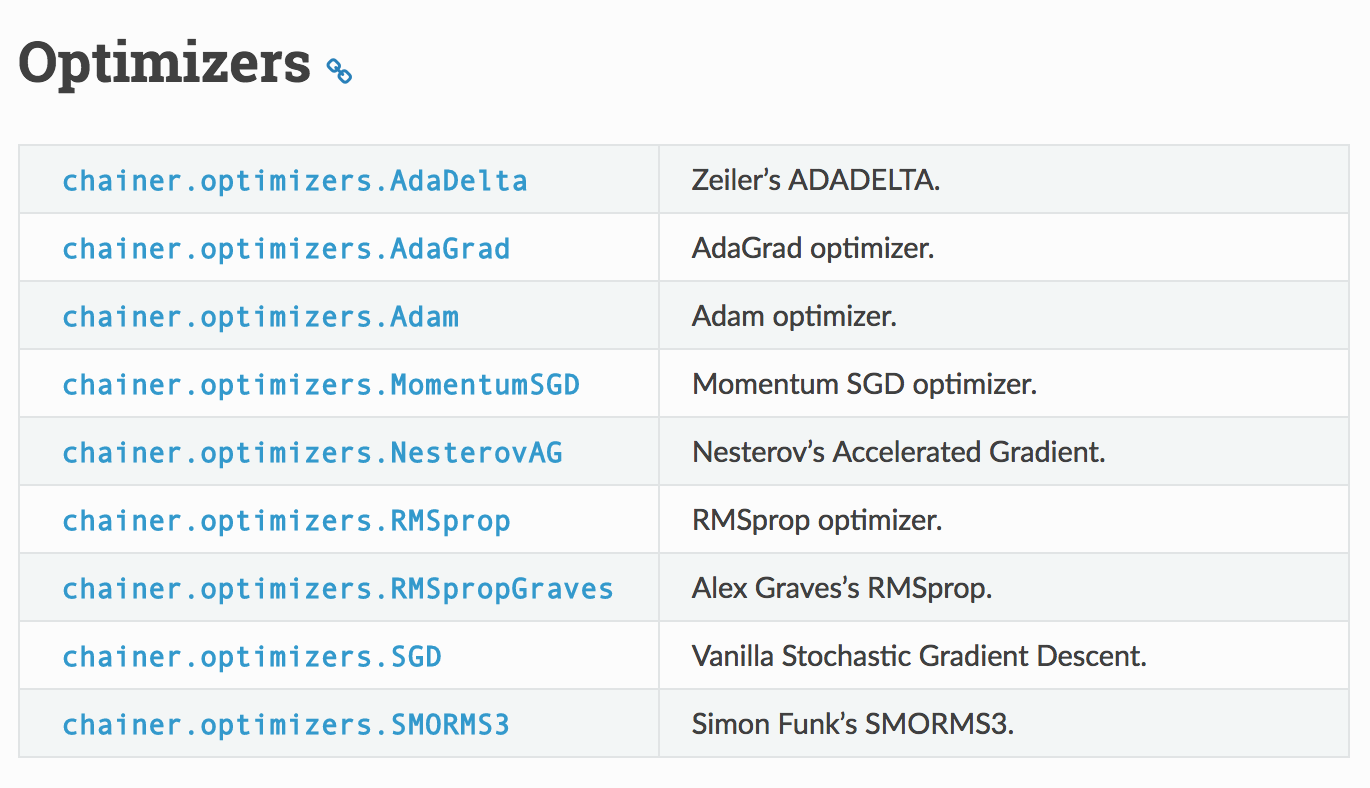 Optimizers
chainer.optimizers.AdaDelta Zeiler’s ADADELTA.
chainer.optimizers.AdaGrad AdaGrad optimizer.
chainer.optimizers.Adam Adam optimizer.
chainer.optimizers.MomentumSGD Momentum SGD optimizer.
chainer.optimizers.NesterovAG Nesterov’s Accelerated Gradient.
chainer.optimizers.RMSprop RMSprop optimizer.
chainer.optimizers.RMSpropGraves Alex Graves’s RMSprop.
chainer.optimizers.SGD Vanilla Stochastic Gradient Descent.
chainer.optimizers.SMORMS3 Simon Funk’s SMORMS3.